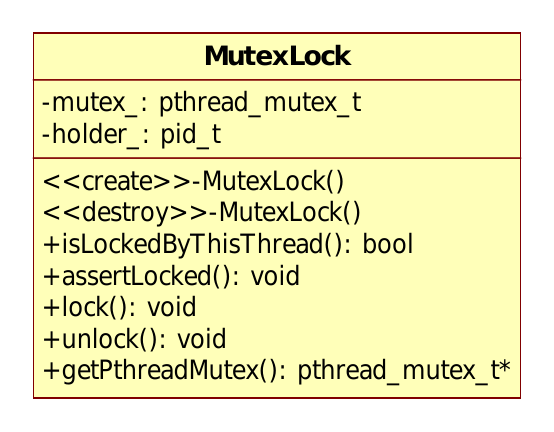 MutexLock
-mutex_: pthread_mutex_t
-holder_: pid_t
<<create>>-MutexLock()
<<destroy>>-MutexLock()
+isLockedByThisThread(): bool
+assertLocked(): void
+lock(): void
+unlock(): void
+getPthreadMutex(): pthread_mutex_t*